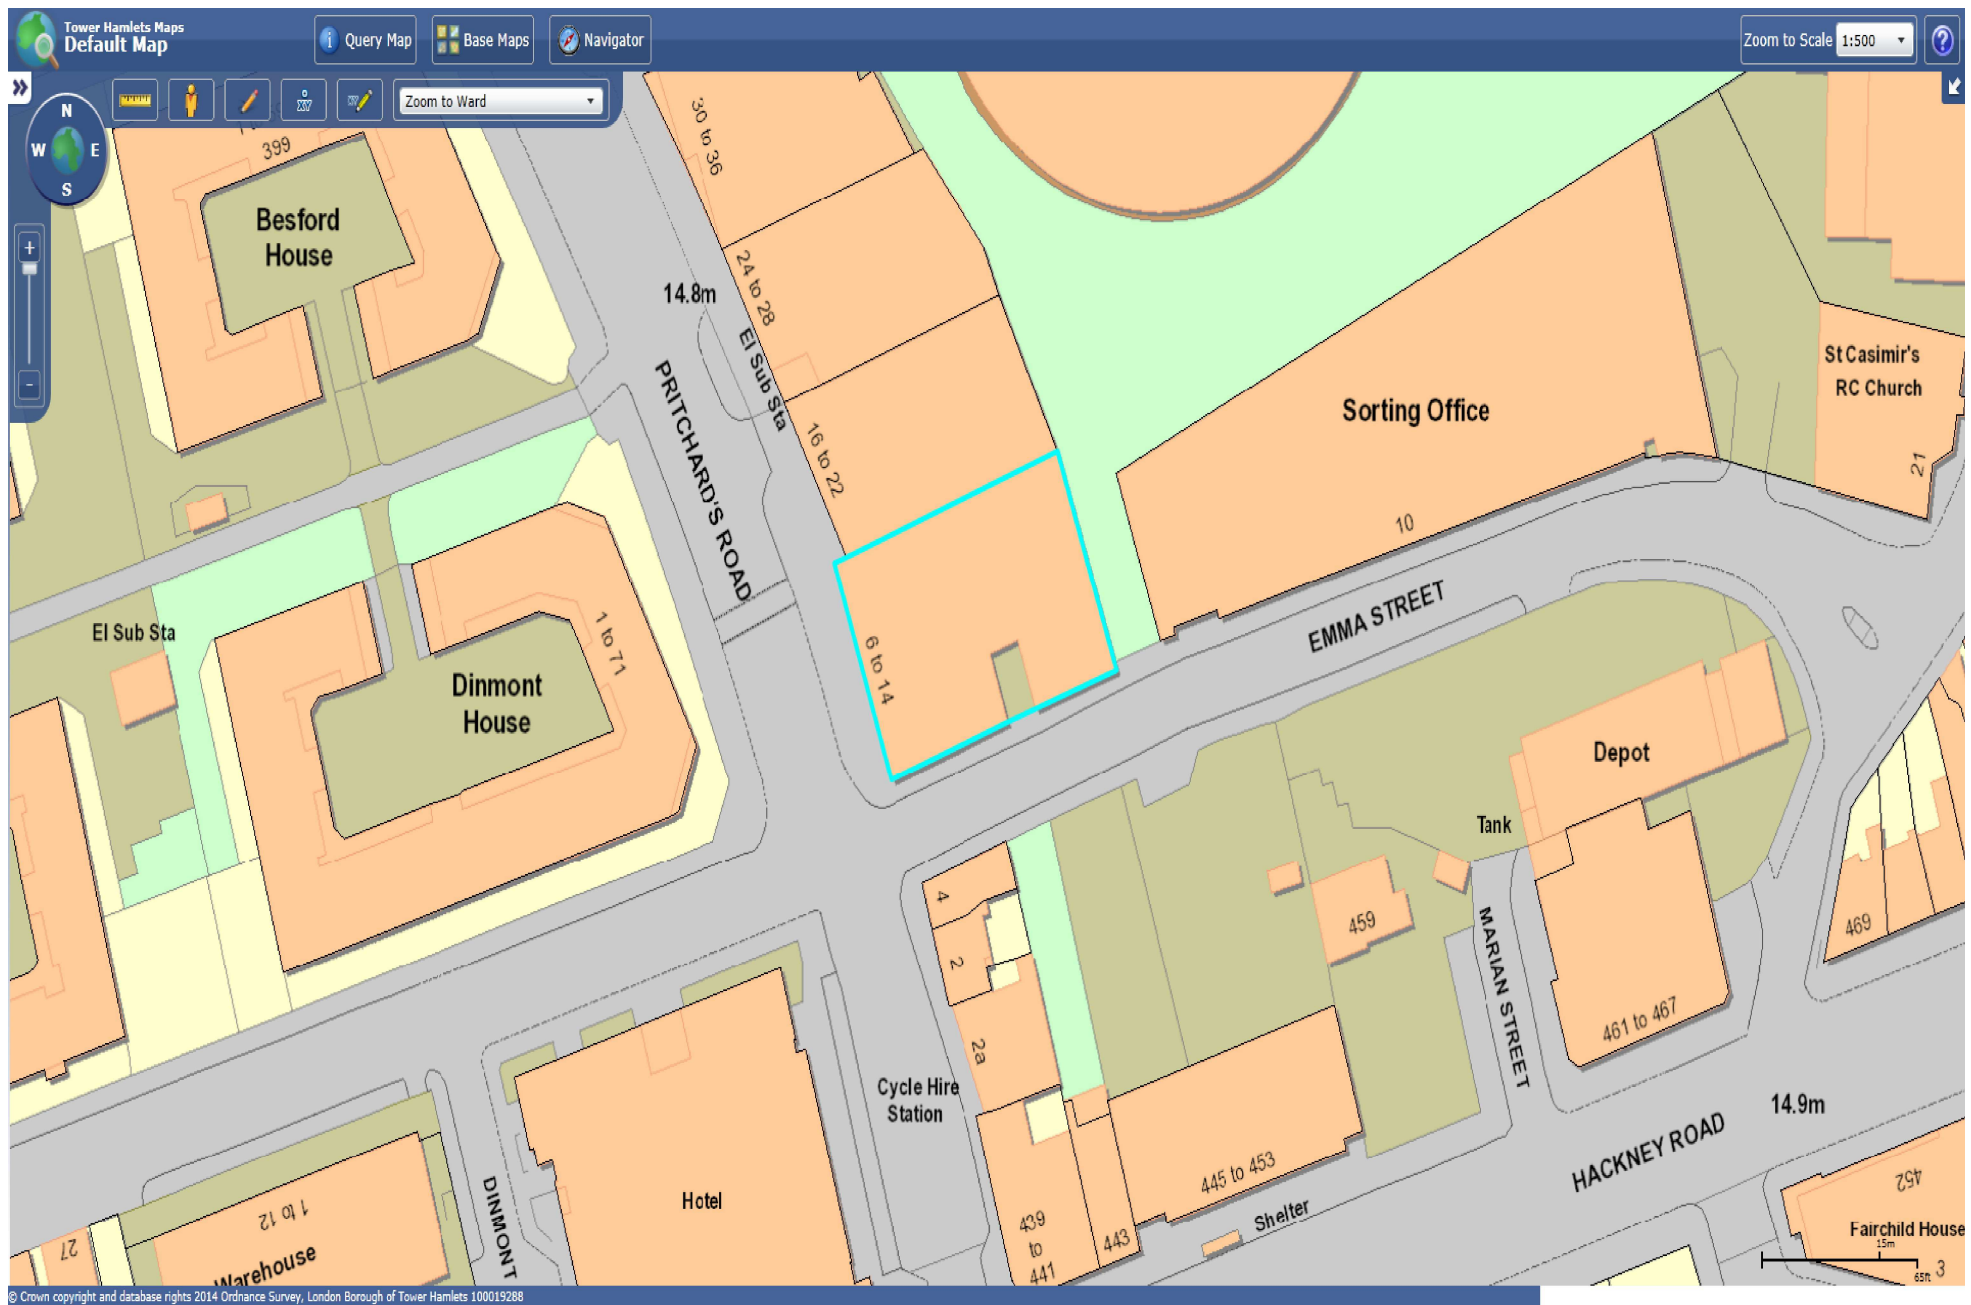 Tower Hamlets Maps
Default Map
Query Map
Base Maps
Navigator
Zoom to Scale
1:500
Zoom to Ward
N
W
E
S
399
30 to 36
Besford
House
24 to 28
14.8m
El Sub Sta
PRITCHARD'S ROAD
16 to 22
St Casimir's
RC Church
Sorting Office
21
10
EMMA STREET
El Sub Sta
1 to 71
6 to 14
Dinmont
House
Depot
Tank
4
459
469
2
MARIAN STREET
461 to 467
2a
Cycle Hire
Station
14.9m
HACKNEY ROAD
445 to 453
DINMONT
Hotel
452
1 to 12
Shelter
439
to
441
443
27
Warehouse
Fairchild House
15m
65ft
3
© Crown copyright and database rights 2014 Ordnance Survey, London Borough of Tower Hamlets 100019288